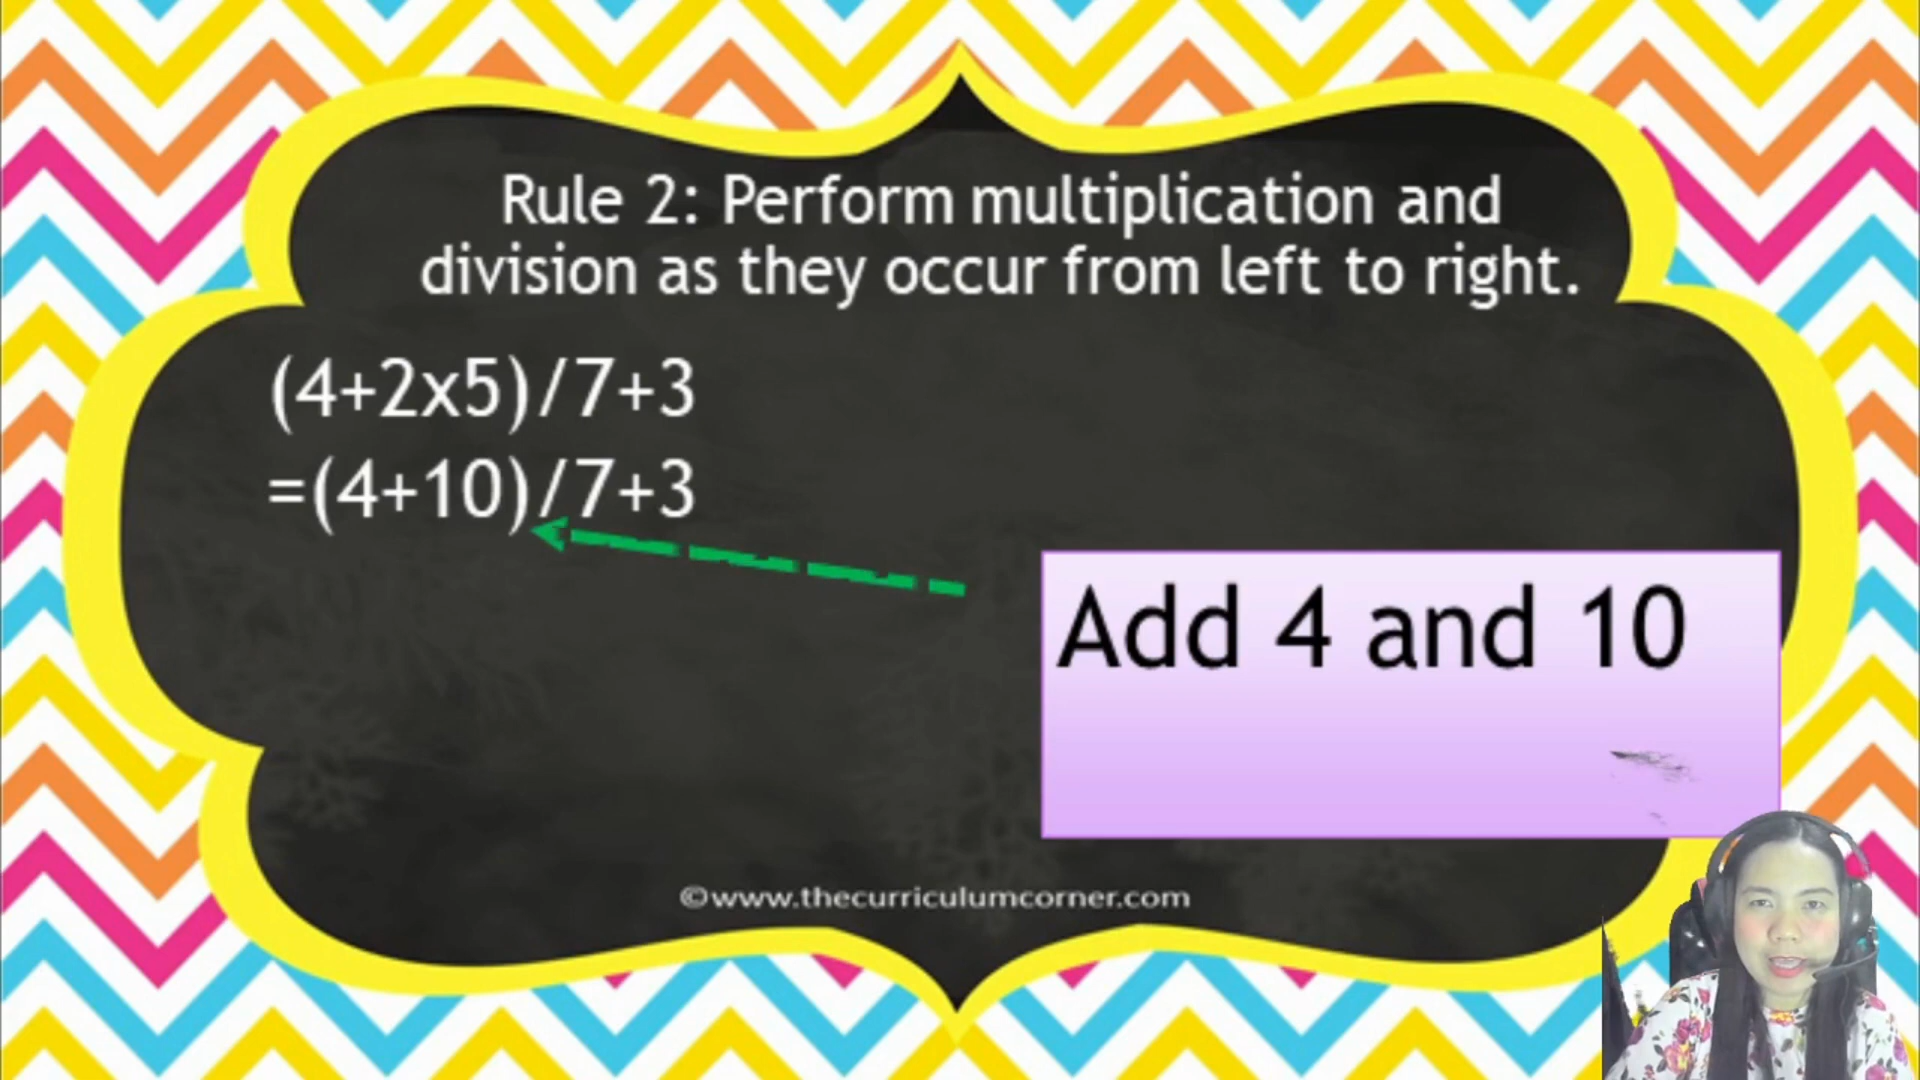 Rule 2: Perform multiplication and
division as they occur from left to right.
(4+2x5)/7+3
=(4+10)/7+3
Add 4 and 10
©www.thecurriculumcorner.com